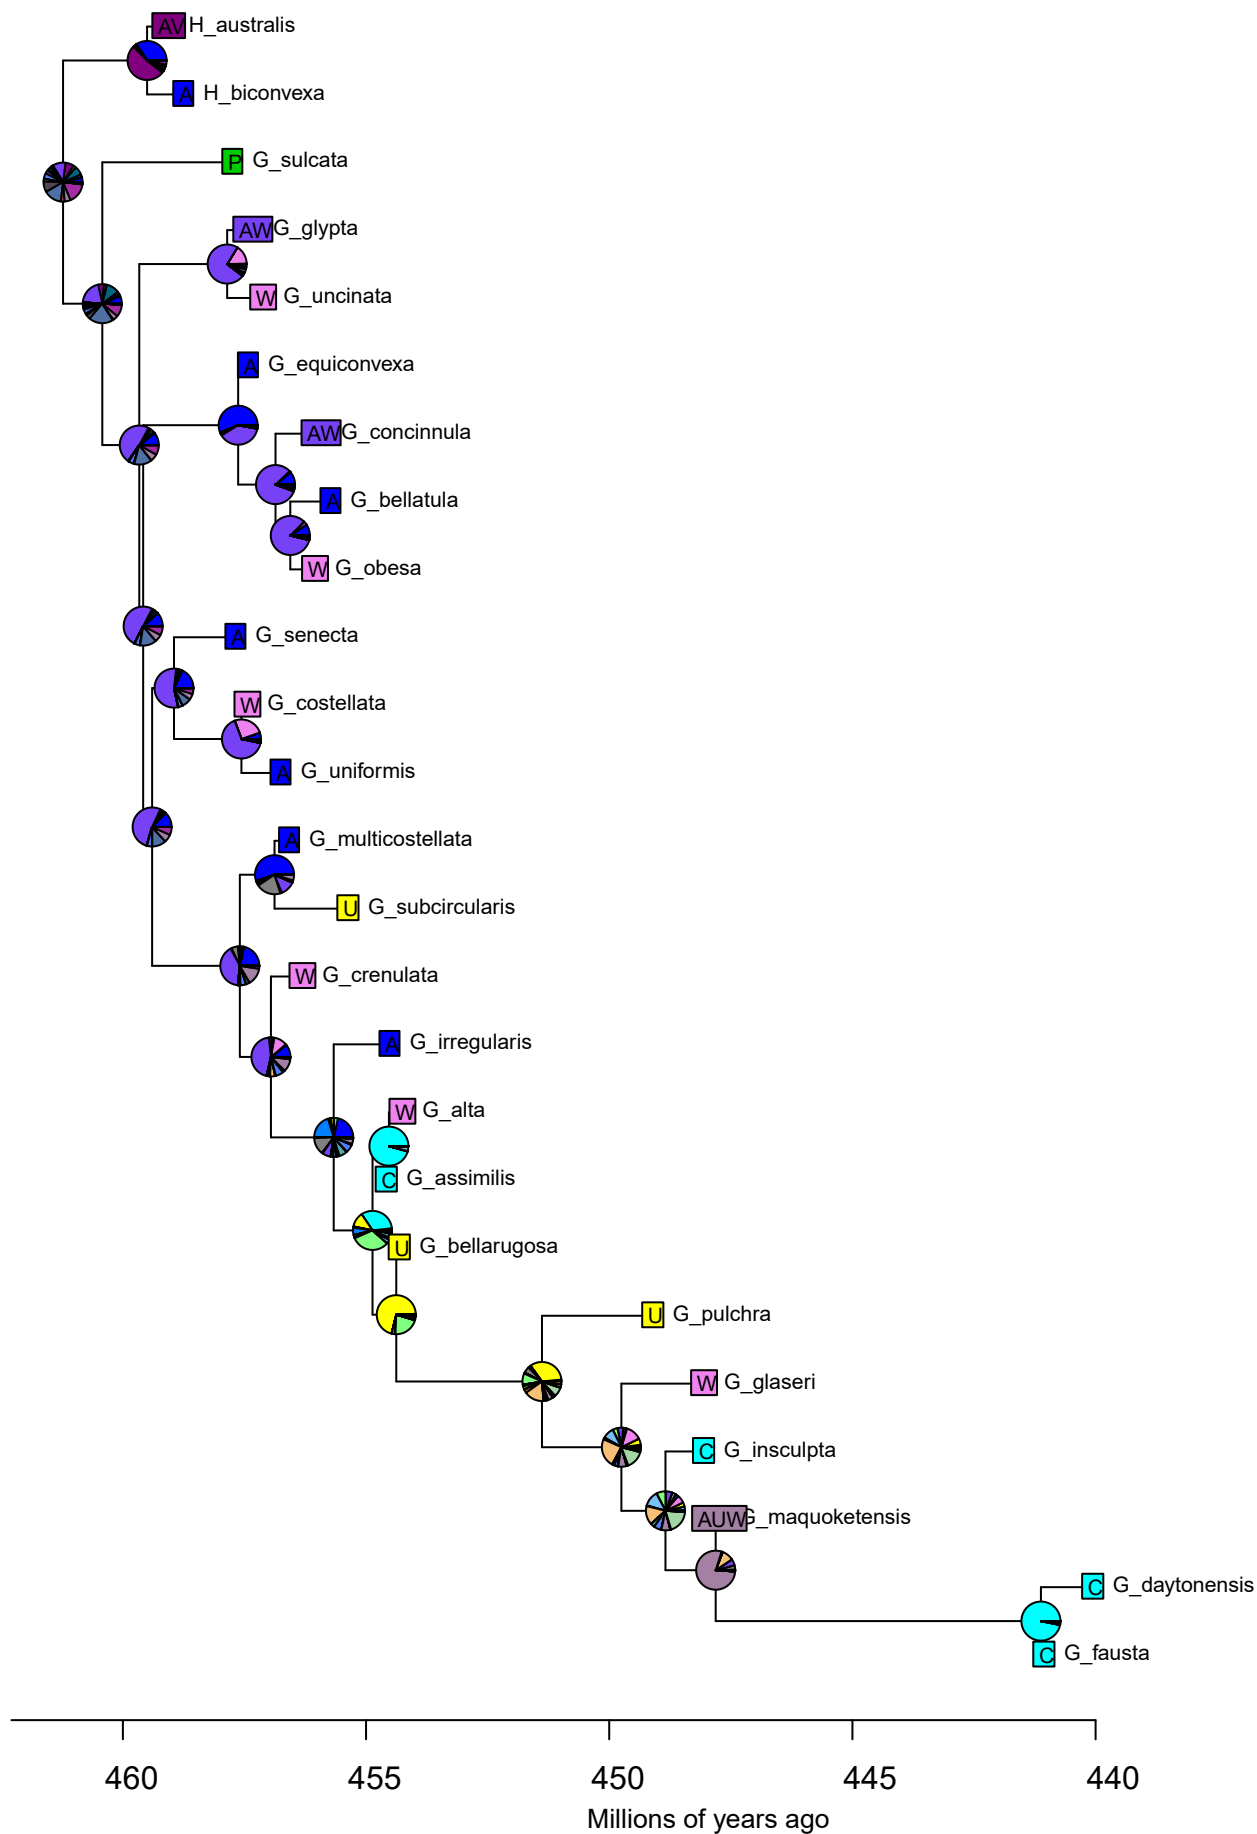 AV H_australis
A H_biconvexa
P G_sulcata
AW G_glypta
W G_uncinata
A G_equiconvexa
AW G_concinnula
A G_bellatula
W G_obesa
A G_senecta
W G_costellata
A G_uniformis
A G_multicostellata
U G_subcircularis
W G_crenulata
A G_irregularis
W G_alta
C G_assimilis
U G_bellarugosa
U G_pulchra
W G_glaseri
C G_insculpta
AUW G_maquoketensis
C G_daytonensis
C G_fausta
460 455 450 445 440
Millions of years ago